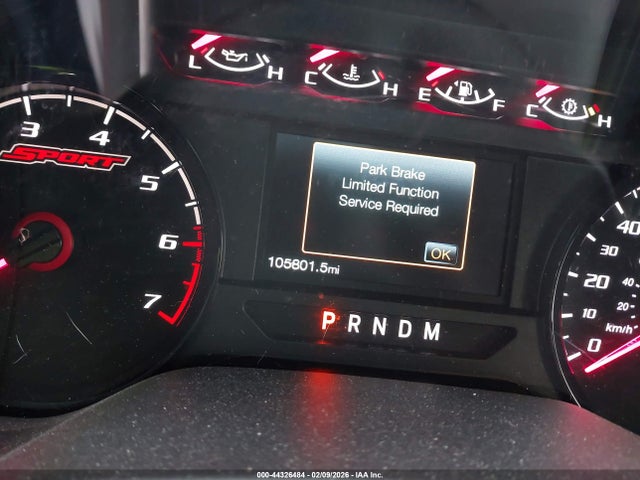 L H C H E F C H
3 4 5 6 7
SPORT
Park Brake
Limited Function
Service Required
OK
105801.5mi
P R N D M
40
30
20
10
0
40
20
km/h
000-44326484 | 02/09/2026 | IAA Inc.